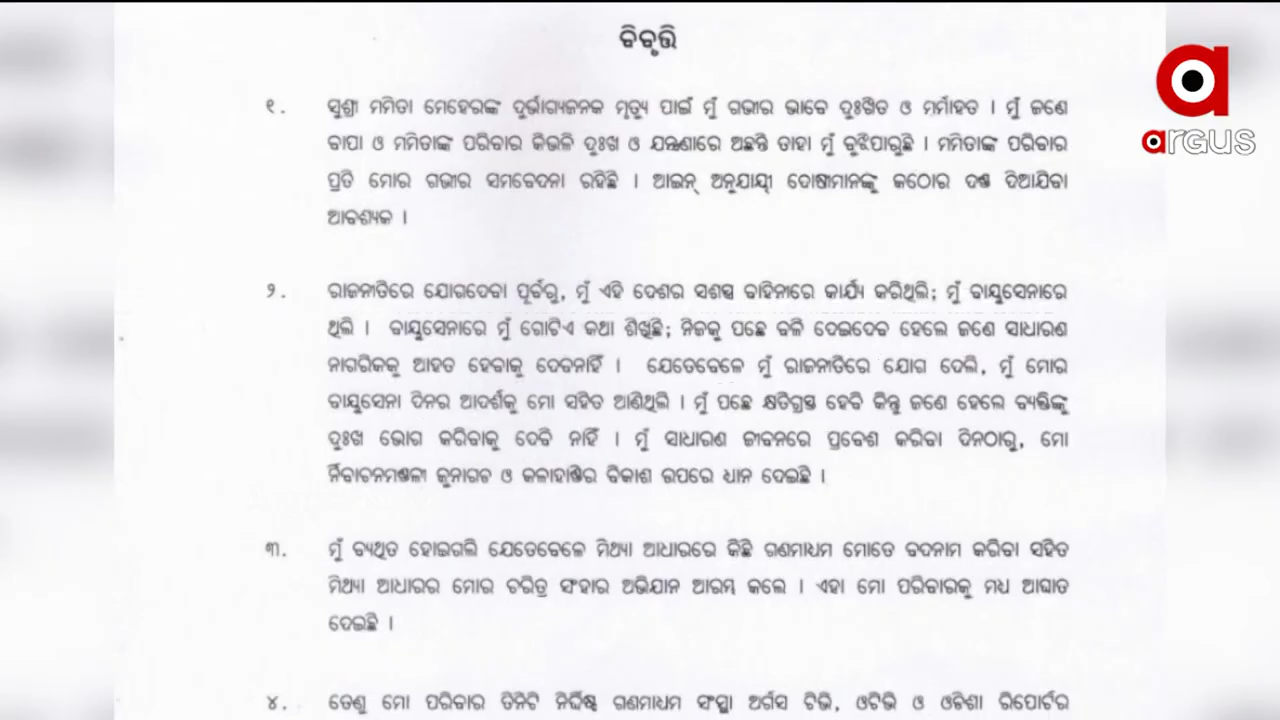 ବିବୃତ୍ତି
argus
୧. ସୁଶ୍ରୀ ମମିତା ମେହେରଙ୍କ ଦୁର୍ଭାଗ୍ୟଜନକ ମୃତ୍ୟୁ ପାଇଁ ମୁଁ ଗଭୀର ଭାବେ ଦୁଃଖିତ ଓ ମର୍ମାହତ । ମୁଁ ଜଣେ
ବାପା ଓ ମମିତାଙ୍କ ପରିବାର କିଭଳି ଦୁଃଖ ଓ ଯନ୍ତ୍ରଣାରେ ଅଛନ୍ତି ତାହା ମୁଁ ବୁଝିପାରୁଛି । ମମିତାଙ୍କ ପରିବାର
ପ୍ରତି ମୋର ଗଭୀର ସମବେଦନା ରହିଛି । ଆଇନ୍ ଅନୁଯାୟୀ ଦୋଷୀମାନଙ୍କୁ କଠୋର ଦଣ୍ଡ ଦିଆଯିବା
ଆବଶ୍ୟକ ।
୨. ରାଜନୀତିରେ ଯୋଗଦେବା ପୂର୍ବରୁ, ମୁଁ ଏହି ଦେଶର ସଶସ୍ତ୍ର ବାହିନୀରେ କାର୍ଯ୍ୟ କରିଥିଲି; ମୁଁ ବାୟୁସେନାରେ
ଥିଲି । ବାୟୁସେନାରେ ମୁଁ ଗୋଟିଏ କଥା ଶିଖିଛି; ନିଜକୁ ପଛେ ବଳି ଦେଇଦେବ ହେଲେ ଜଣେ ସାଧାରଣ
ନାଗରିକକୁ ଆହତ ହେବାକୁ ଦେବନାହିଁ । ଯେତେବେଳେ ମୁଁ ରାଜନୀତିରେ ଯୋଗ ଦେଲି, ମୁଁ ମୋର
ବାୟୁସେନା ଦିନର ଆଦର୍ଶକୁ ମୋ ସହିତ ଆଣିଥିଲି । ମୁଁ ପଛେ କ୍ଷତିଗ୍ରସ୍ତ ହେବି କିନ୍ତୁ ଜଣେ ହେଲେ ବ୍ୟକ୍ତିଙ୍କୁ
ଦୁଃଖ ଭୋଗ କରିବାକୁ ଦେବି ନାହିଁ । ମୁଁ ସାଧାରଣ ଜୀବନରେ ପ୍ରବେଶ କରିବା ଦିନଠାରୁ, ମୋ
ନିର୍ବାଚନମଣ୍ଡଳୀ ଜୁନାଗଡ ଓ କଳାହାଣ୍ଡିର ବିକାଶ ଉପରେ ଧ୍ୟାନ ଦେଇଛି ।
୩. ମୁଁ ବ୍ୟଥିତ ହୋଇଗଲି ଯେତେବେଳେ ମିଥ୍ୟା ଆଧାରରେ କିଛି ଗଣମାଧ୍ୟମ ମୋତେ ବଦନାମ କରିବା ସହିତ
ମିଥ୍ୟା ଆଧାରର ମୋର ଚରିତ୍ର ସଂହାର ଅଭିଯାନ ଆରମ୍ଭ କଲେ । ଏହା ମୋ ପରିବାରକୁ ମଧ୍ୟ ଆଘାତ
ଦେଇଛି ।
୪. ତେଣୁ ମୋ ପରିବାର ତିନିଟି ନିର୍ଦ୍ଦିଷ୍ଟ ଗଣମାଧ୍ୟମ ସଂସ୍ଥା ଅର୍ଗସ ଟିଭି, ଓଟିଭି ଓ ଓଡିଶା ରିପୋର୍ଟର